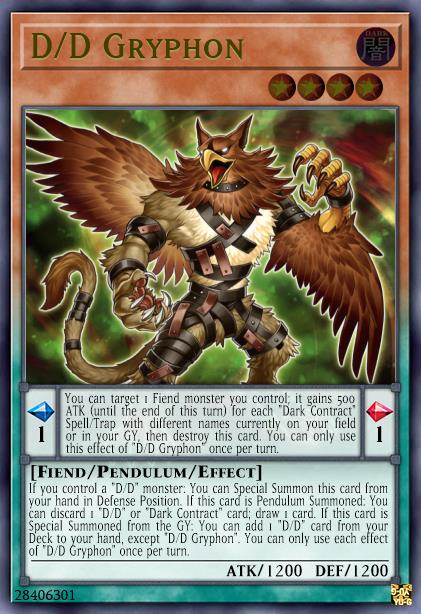 D/D Gryphon
DARK
闇
You can target 1 Fiend monster you control; it gains 500
ATK (until the end of this turn) for each "Dark Contract"
Spell/Trap with different names currently on your field
or in your GY, then destroy this card. You can only use
this effect of "D/D Gryphon" once per turn.
1
1
[Fiend/Pendulum/Effect]
If you control a "D/D" monster: You can Special Summon this card from
your hand in Defense Position. If this card is Pendulum Summoned: You
can discard 1 "D/D" or "Dark Contract" card; draw 1 card. If this card is
Special Summoned from the GY: You can add 1 "D/D" card from your
Deck to your hand, except "D/D Gryphon". You can only use each effect
of "D/D Gryphon" once per turn.
ATK/1200 DEF/1200
28406301